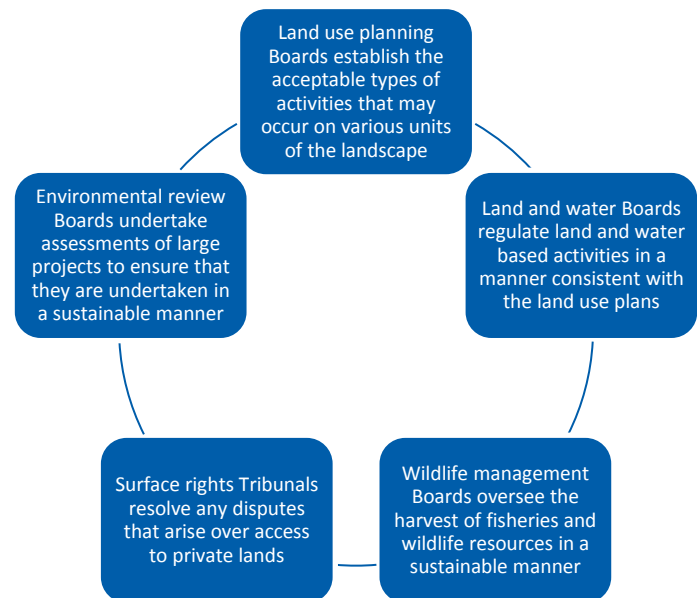 Land use planning
Boards establish the
acceptable types of
activities that may
occur on various units
of the landscape
Land and water Boards
regulate land and water
based activities in a
manner consistent with
the land use plans
Wildlife management
Boards oversee the
harvest of fisheries and
wildlife resources in a
sustainable manner
Surface rights Tribunals
resolve any disputes
that arise over access
to private lands
Environmental review
Boards undertake
assessments of large
projects to ensure that
they are undertaken in
a sustainable manner